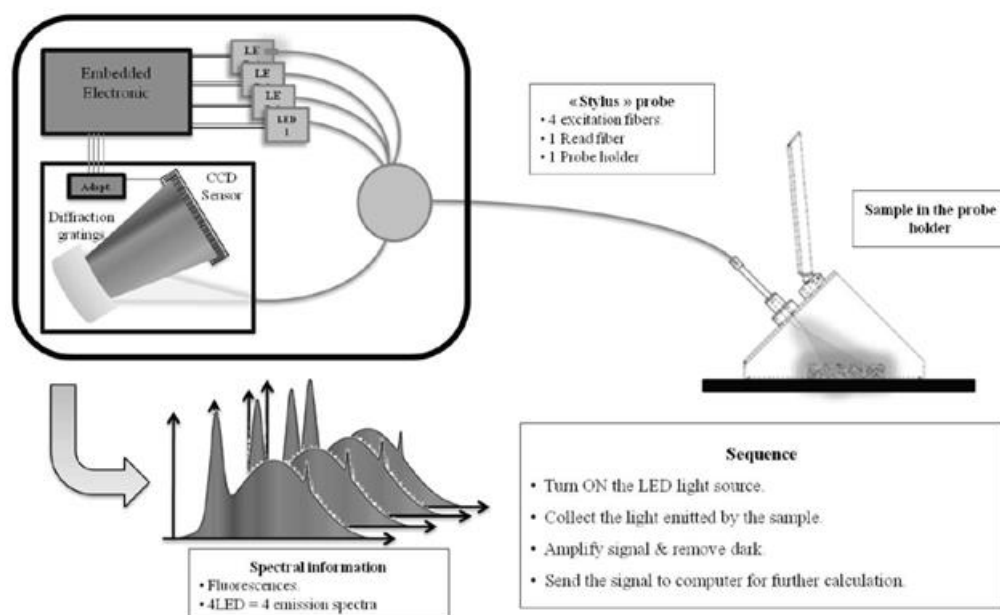 Embedded
Electronic
LE
LE
LE
LED
1
Adept.
CCD
Sensor
Diffraction
gratings
«Stylus» probe
• 4 excitation fibers.
• 1 Read fiber
• 1 Probe holder
Sample in the probe
holder
Spectral information
• Fluorescences.
• 4LED = 4 emission spectra
Sequence
• Turn ON the LED light source.
• Collect the light emitted by the sample.
• Amplify signal & remove dark
• Send the signal to computer for further calculation.